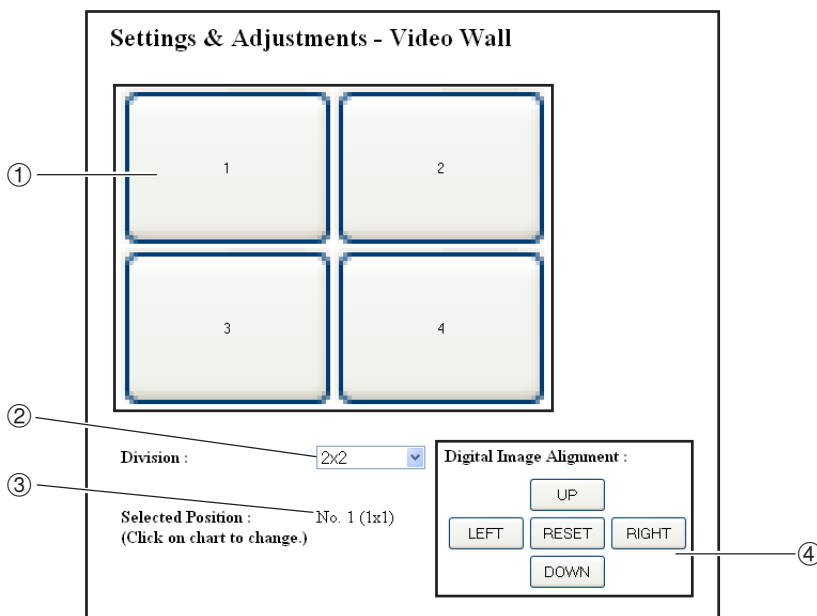 Settings & Adjustments - Video Wall
① 1 2
3 4
② Division : 2x2
③ Selected Position : No. 1 (1x1)
(Click on chart to change.)
Digital Image Alignment :
UP
LEFT RESET RIGHT
④
DOWN